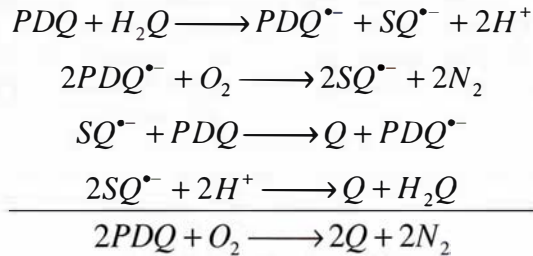 PDQ + H₂Q ⟶ PDQ•⁻ + SQ•⁻ + 2H⁺
2PDQ•⁻ + O₂ ⟶ 2SQ•⁻ + 2N₂
SQ•⁻ + PDQ ⟶ Q + PDQ•⁻
2SQ•⁻ + 2H⁺ ⟶ Q + H₂Q
2PDQ + O₂ ⟶ 2Q + 2N₂